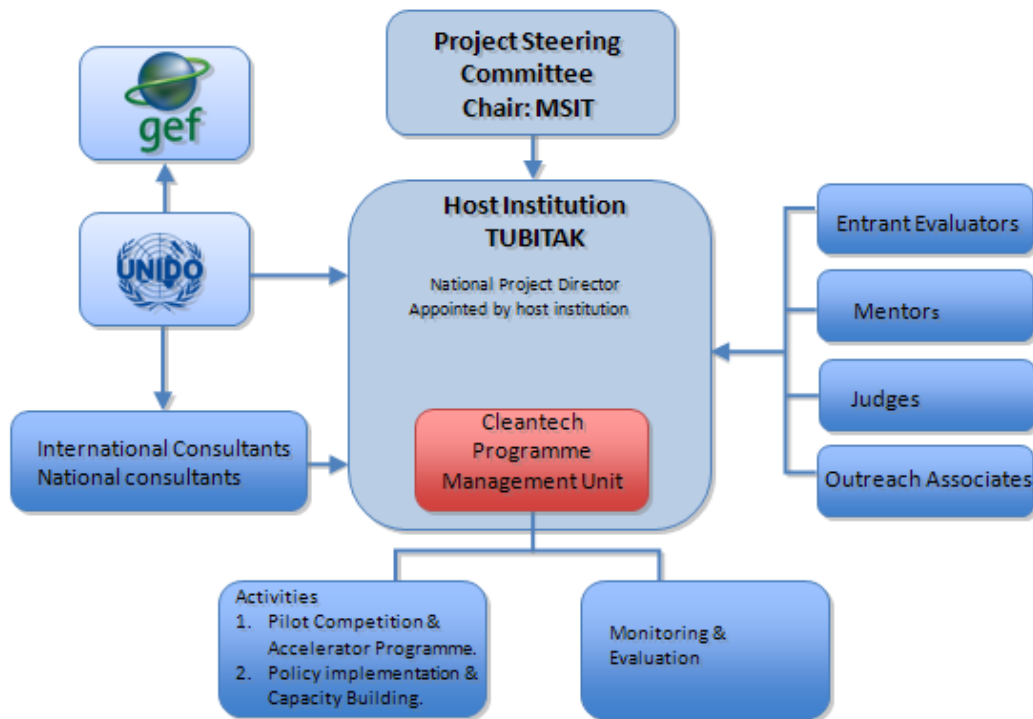 Project Steering
Committee
Chair: MSIT
gef
UNIDO
Host Institution
TUBITAK
National Project Director
Appointed by host institution
Cleantech
Programme
Management Unit
International Consultants
National consultants
Entrant Evaluators
Mentors
Judges
Outreach Associates
Activities
1. Pilot Competition &
Accelerator Programme.
2. Policy implementation &
Capacity Building.
Monitoring &
Evaluation